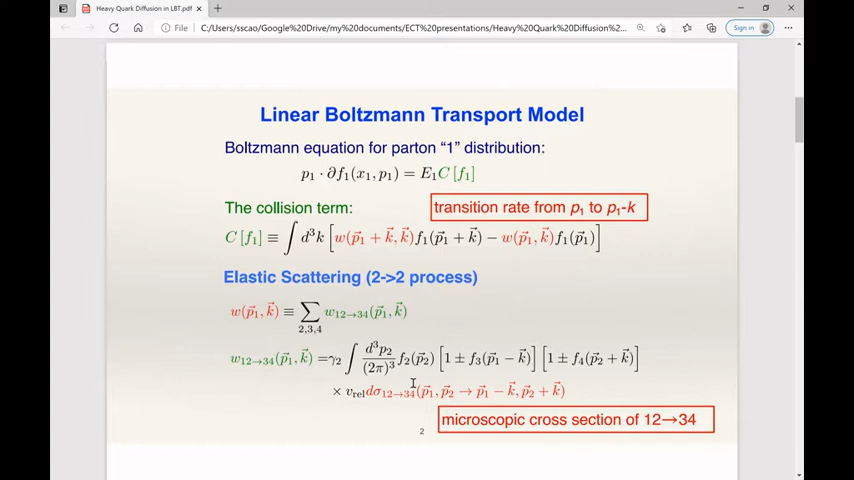 Heavy Quark Diffusion in LBT.pdf
File
C:/Users/sscao/Google%20Drive/my%20documents/ECT%20presentations/Heavy%20Quark%20Diffusion%2...
Sign in
Linear Boltzmann Transport Model
Boltzmann equation for parton “1” distribution:
p₁ · ∂f₁(x₁, p₁) = E₁C [f₁]
transition rate from p₁ to p₁-k
The collision term:
C [f₁] ≡ ∫ d³k [w(p⃗₁ + k⃗, k⃗)f₁(p⃗₁ + k⃗) − w(p⃗₁, k⃗)f₁(p⃗₁)]
Elastic Scattering (2->2 process)
w(p⃗₁, k⃗) ≡ ∑_{2,3,4} w₁₂→₃₄(p⃗₁, k⃗)
w₁₂→₃₄(p⃗₁, k⃗) =γ₂ ∫ d³p₂/(2π)³ f₂(p⃗₂) [1 ± f₃(p⃗₁ − k⃗)] [1 ± f₄(p⃗₂ + k⃗)]
× v_rel dσ₁₂→₃₄(p⃗₁, p⃗₂ → p⃗₁ − k⃗, p⃗₂ + k⃗)
microscopic cross section of 12→34
2